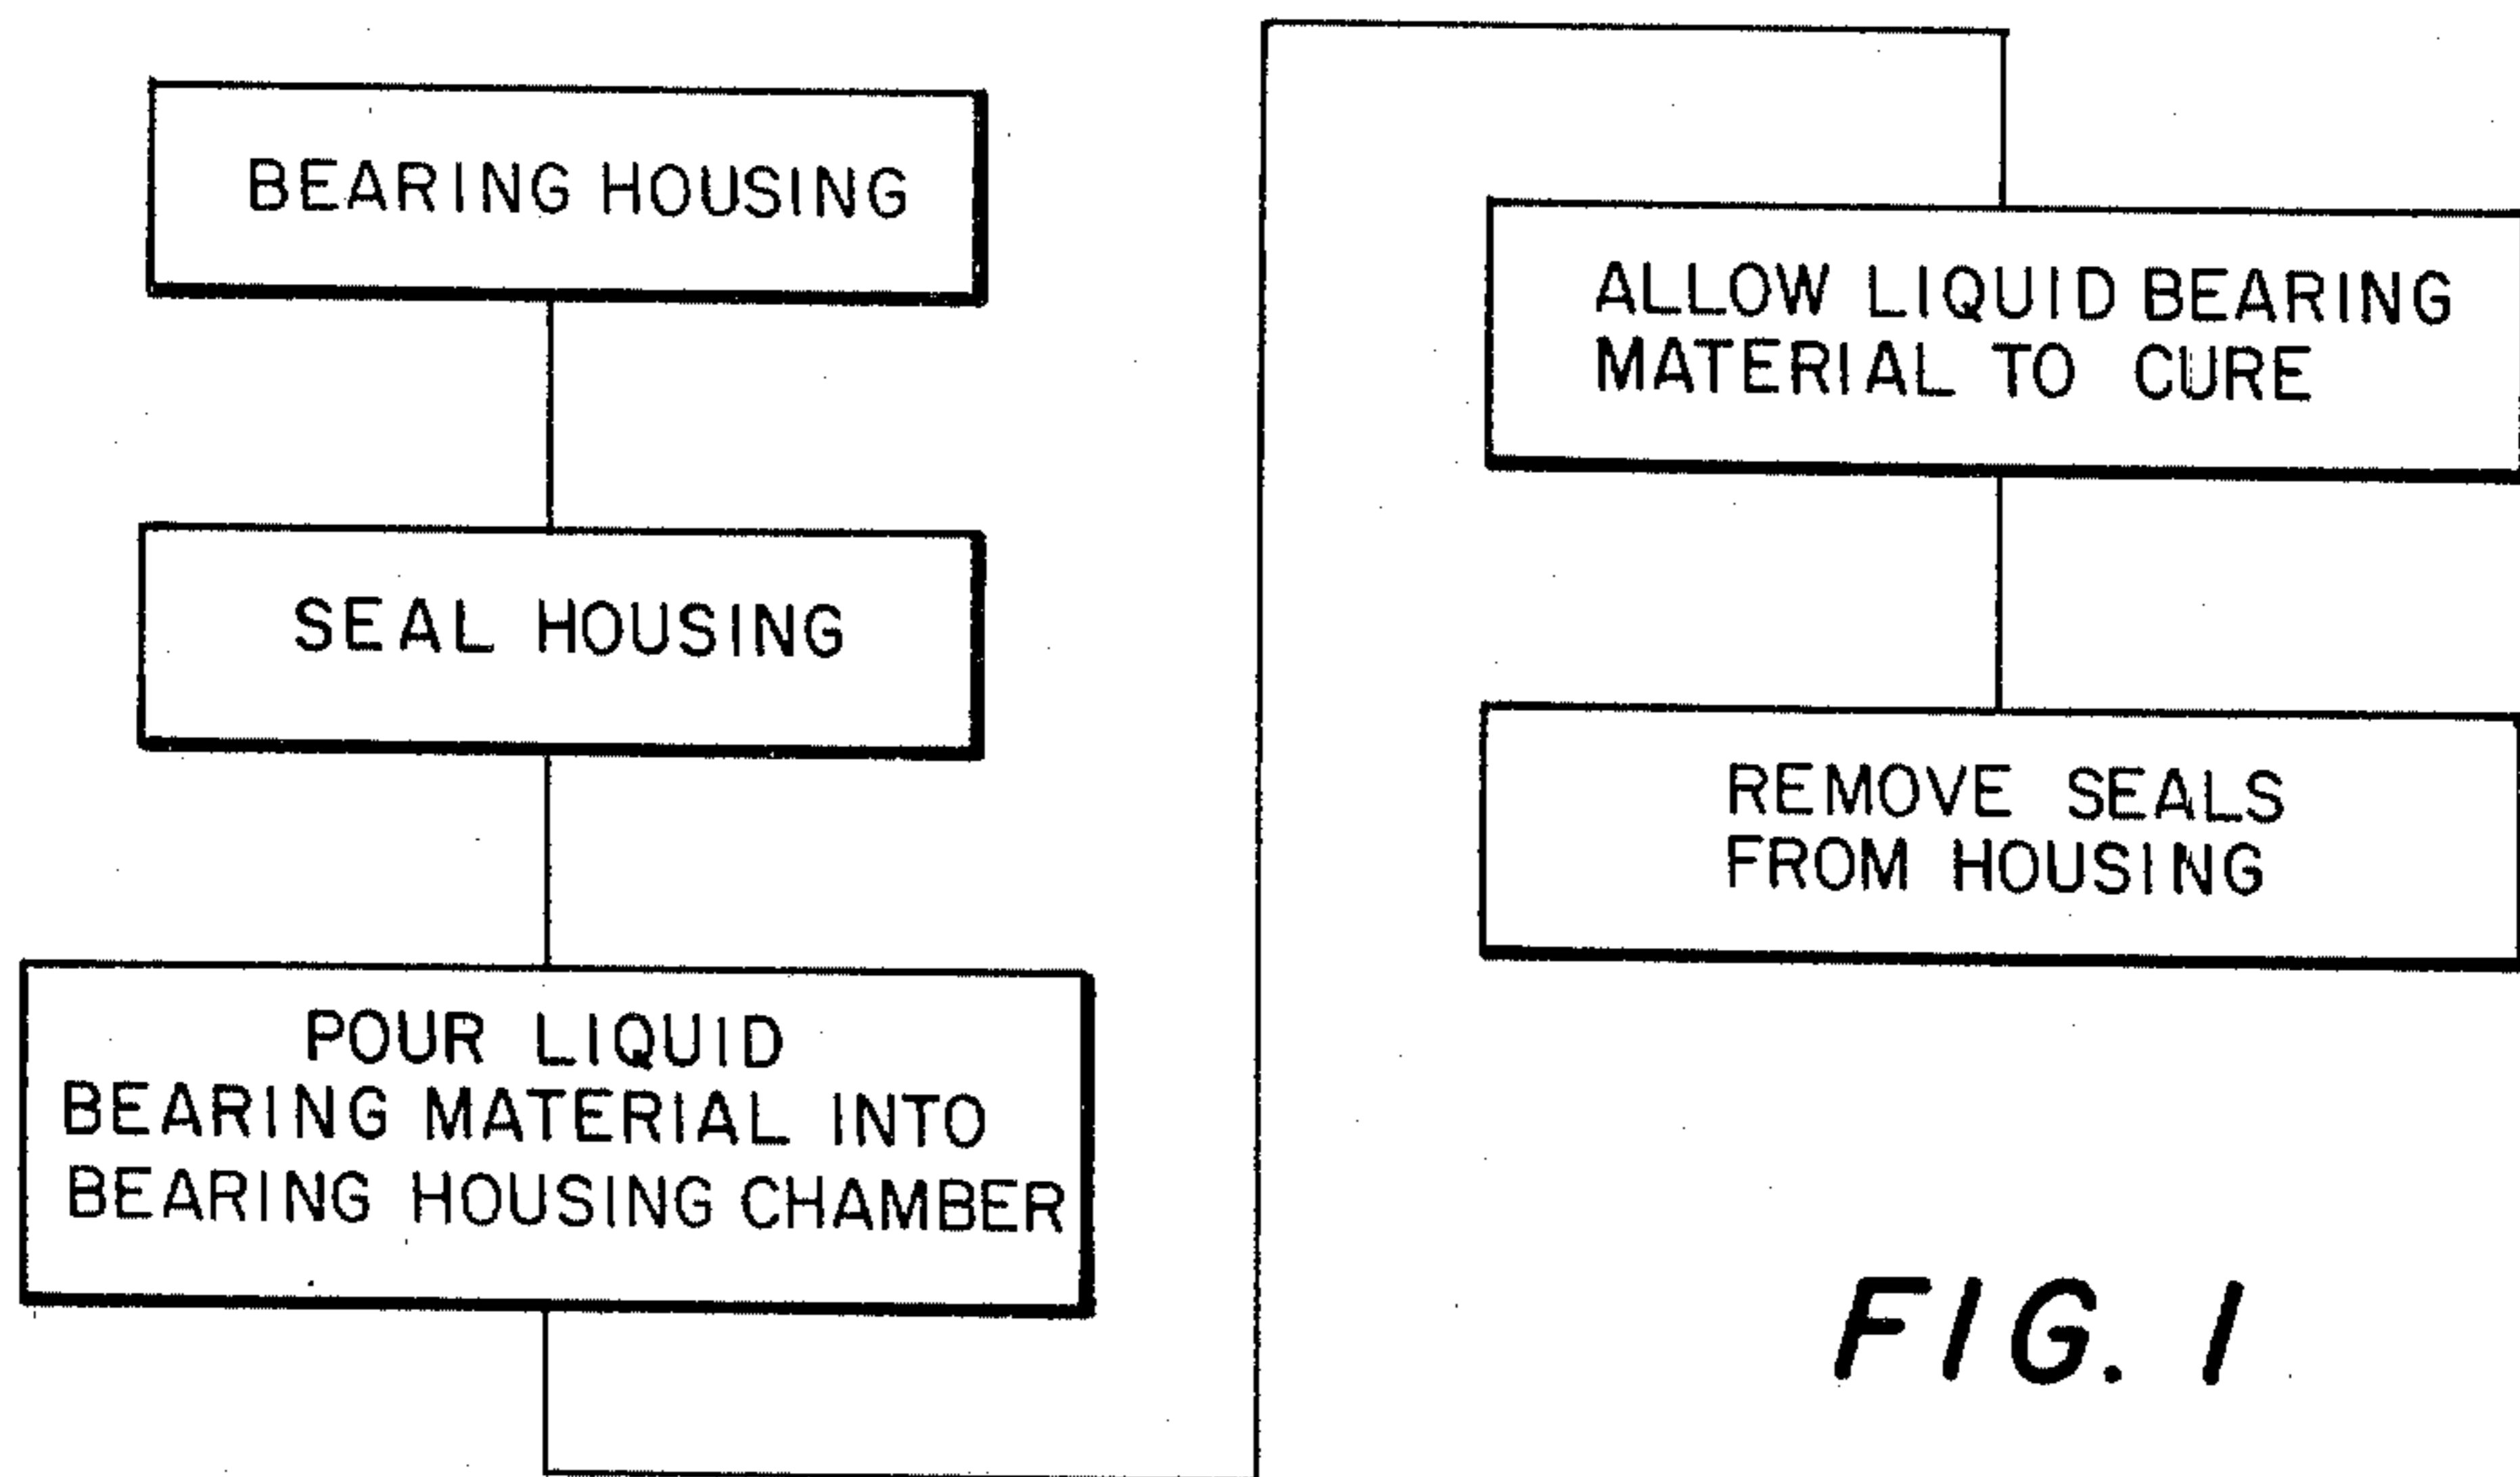 BEARING HOUSING
SEAL HOUSING
POUR LIQUID
BEARING MATERIAL INTO
BEARING HOUSING CHAMBER
ALLOW LIQUID BEARING
MATERIAL TO CURE
REMOVE SEALS
FROM HOUSING
FIG. 1